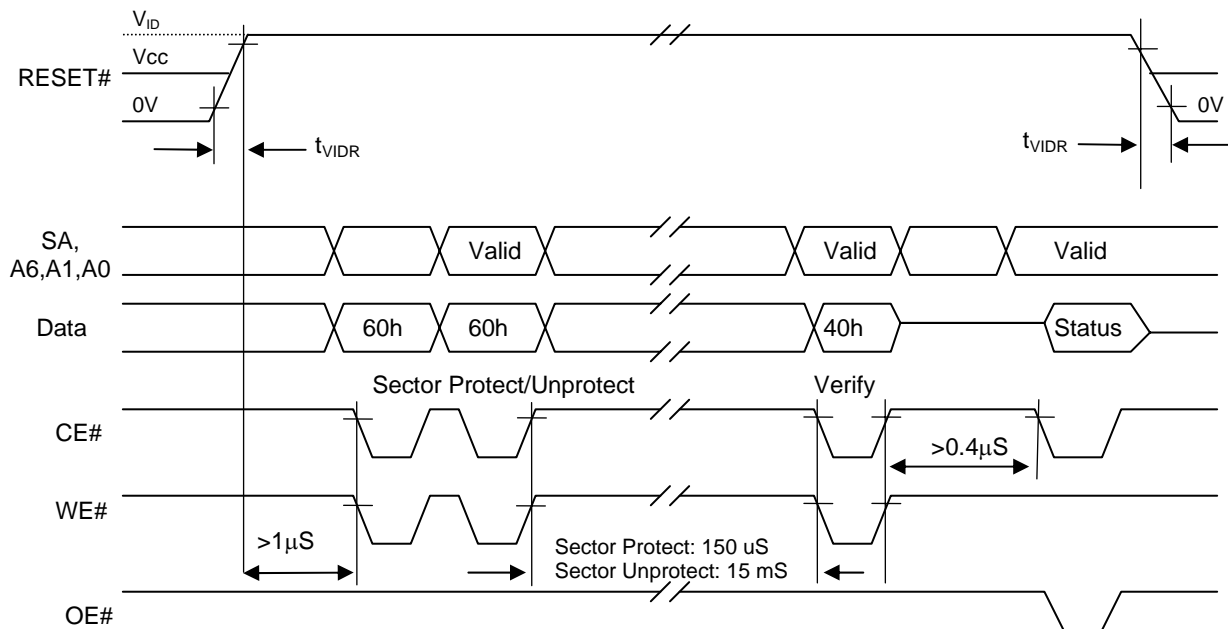 VID
Vcc
RESET#
0V
0V
tVIDR
tVIDR
SA,
A6,A1,A0
Valid
Valid
Valid
Data
60h
60h
40h
Status
Sector Protect/Unprotect
Verify
CE#
>0.4μS
WE#
>1μS
Sector Protect: 150 uS
Sector Unprotect: 15 mS
OE#